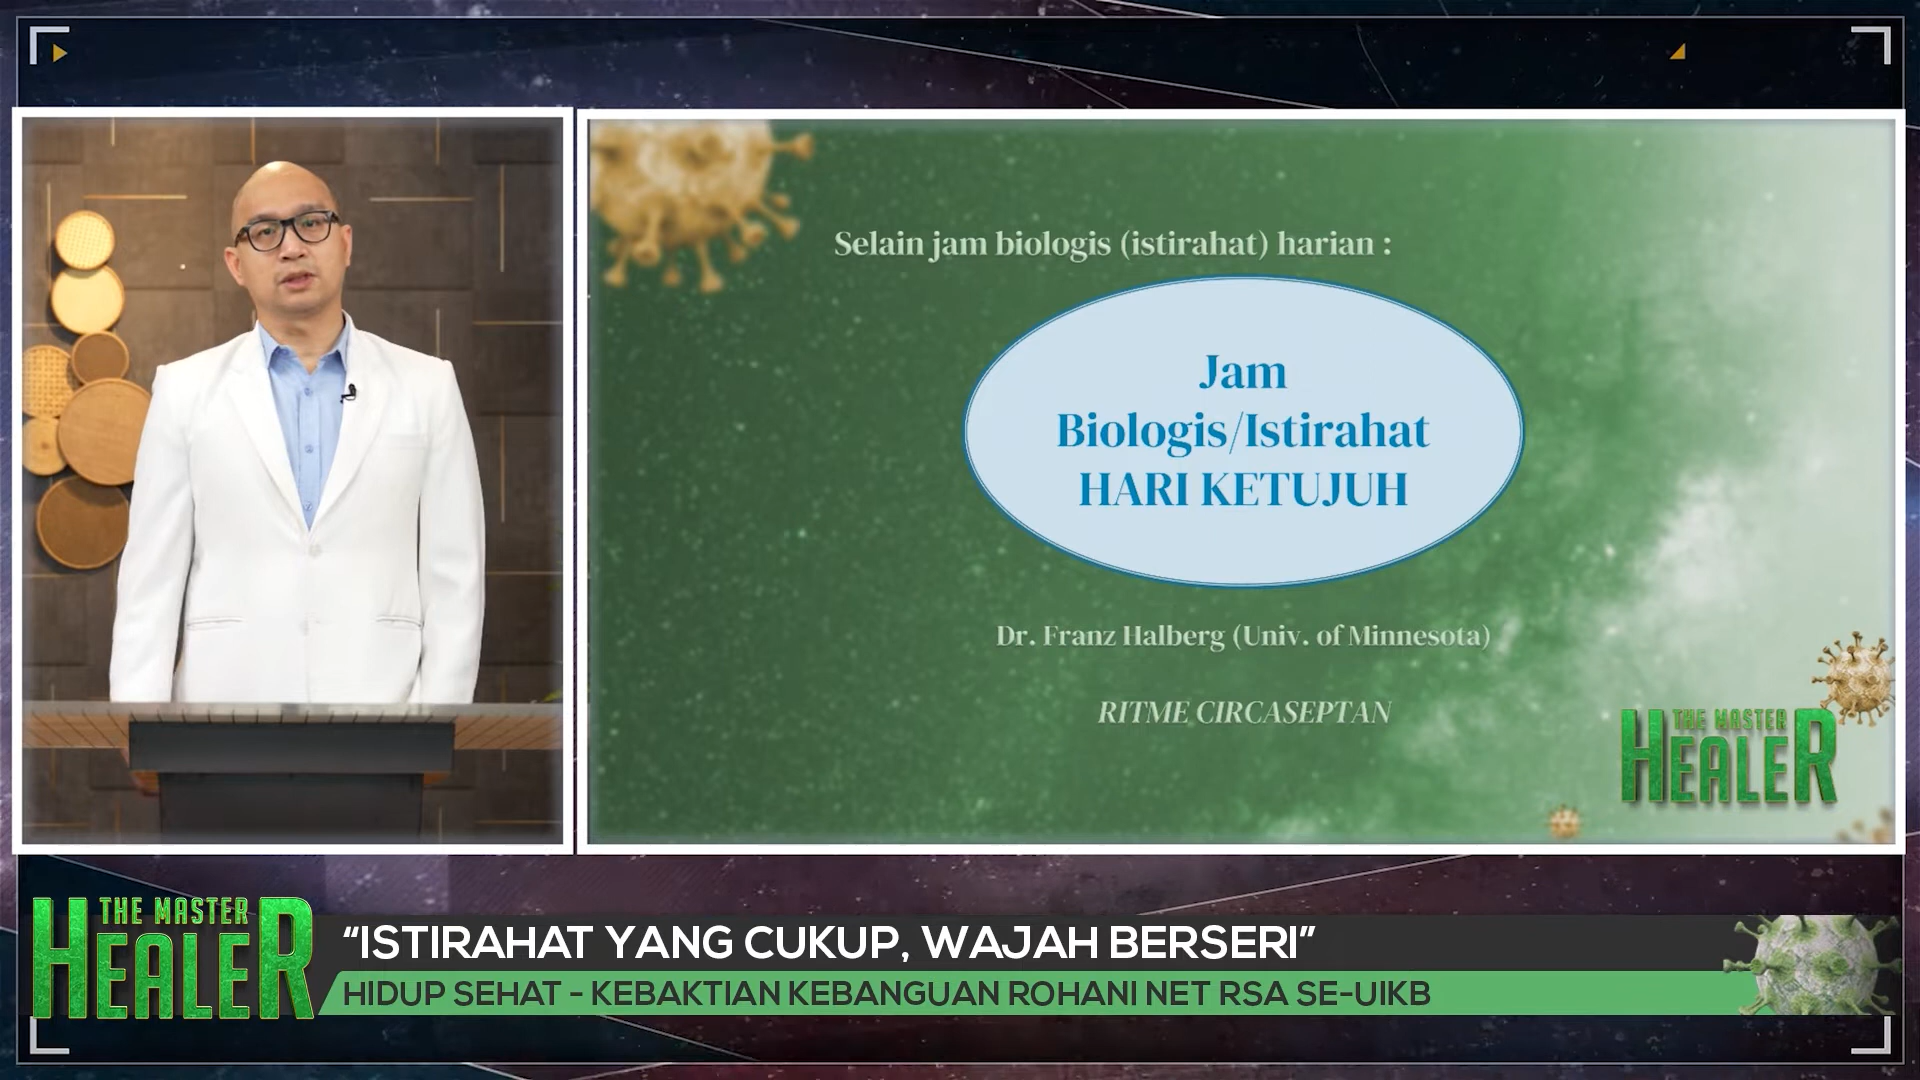 Selain jam biologis (istirahat) harian :
Jam
Biologis/Istirahat
HARI KETUJUH
Dr. Franz Halberg (Univ. of Minnesota)
RITME CIRCASEPTAN
THE MASTER
HEALER
THE MASTER
HEALER
“ISTIRAHAT YANG CUKUP, WAJAH BERSERI”
HIDUP SEHAT - KEBAKTIAN KEBANGUAN ROHANI NET RSA SE-UIKB